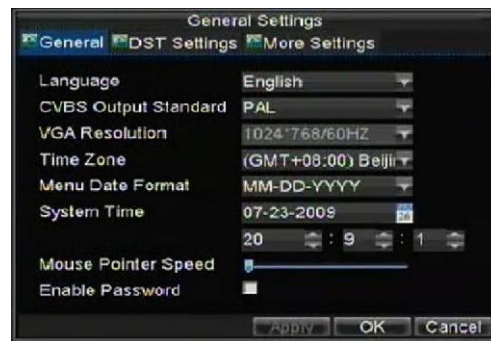 General Settings
General DST Settings More Settings
Language English
CVBS Output Standard PAL
VGA Resolution 1024*768/60HZ
Time Zone (GMT+08:00) Beijin
Menu Date Format MM-DD-YYYY
System Time 07-23-2009
20 : 9 : 1
Mouse Pointer Speed
Enable Password
Apply OK Cancel